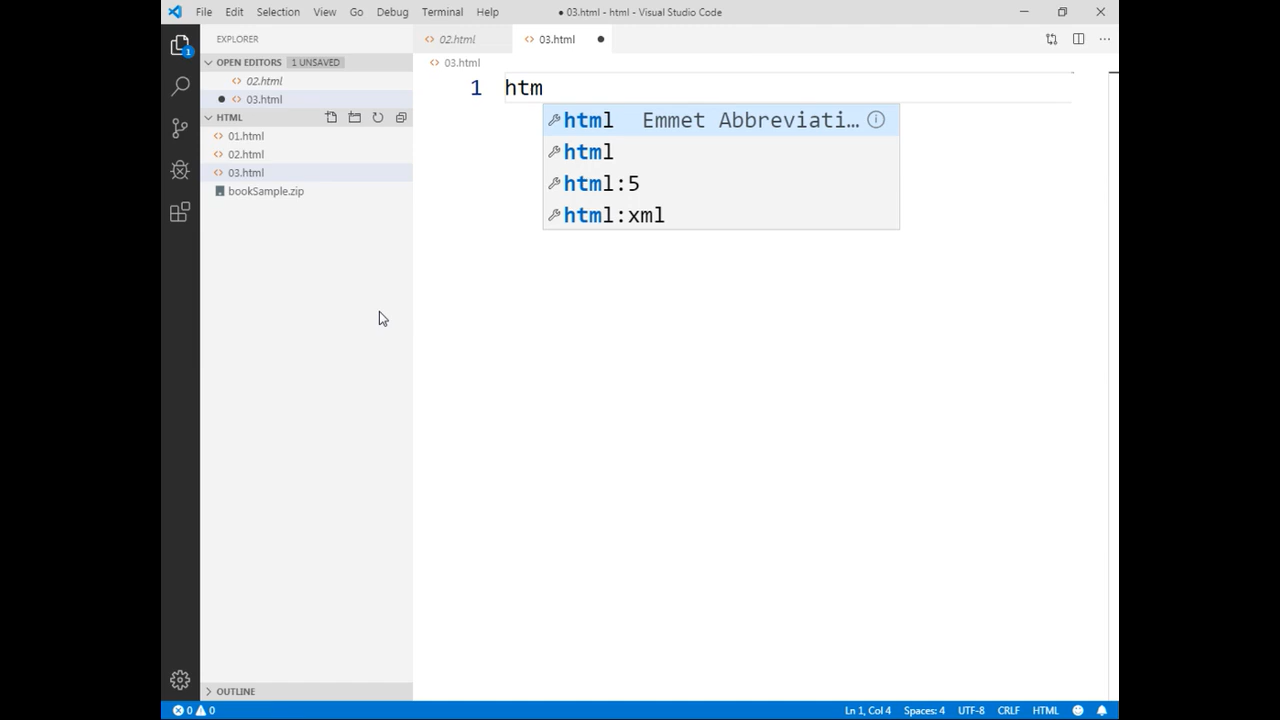 File Edit Selection View Go Debug Terminal Help
● 03.html - html - Visual Studio Code
EXPLORER
OPEN EDITORS 1 UNSAVED
02.html
03.html
HTML
01.html
02.html
03.html
bookSample.zip
OUTLINE
1
02.html
03.html
03.html
1 htm
html Emmet Abbreviati…
html
html:5
html:xml
0 0
Ln 1, Col 4 Spaces: 4 UTF-8 CRLF HTML